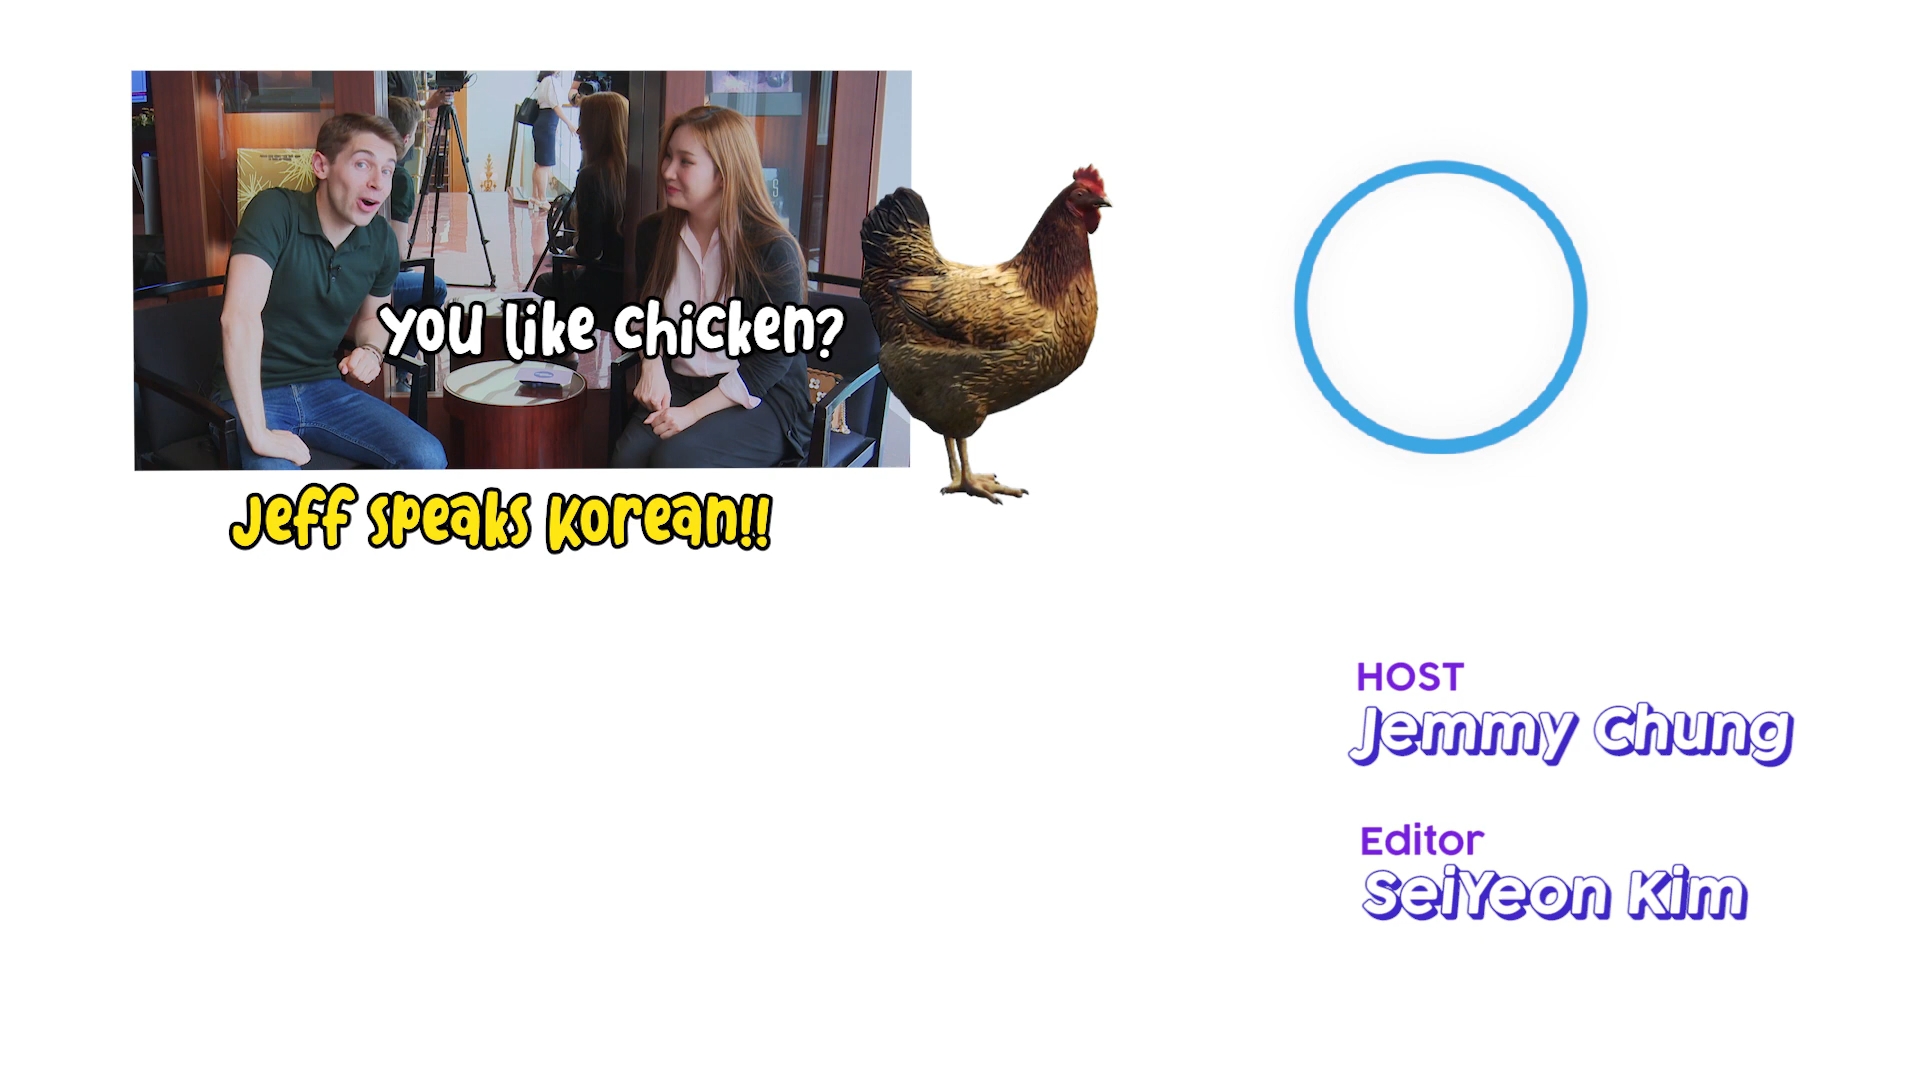 you like chicken?
Jeff speaks Korean!!
HOST
Jemmy Chung
Editor
SeiYeon Kim